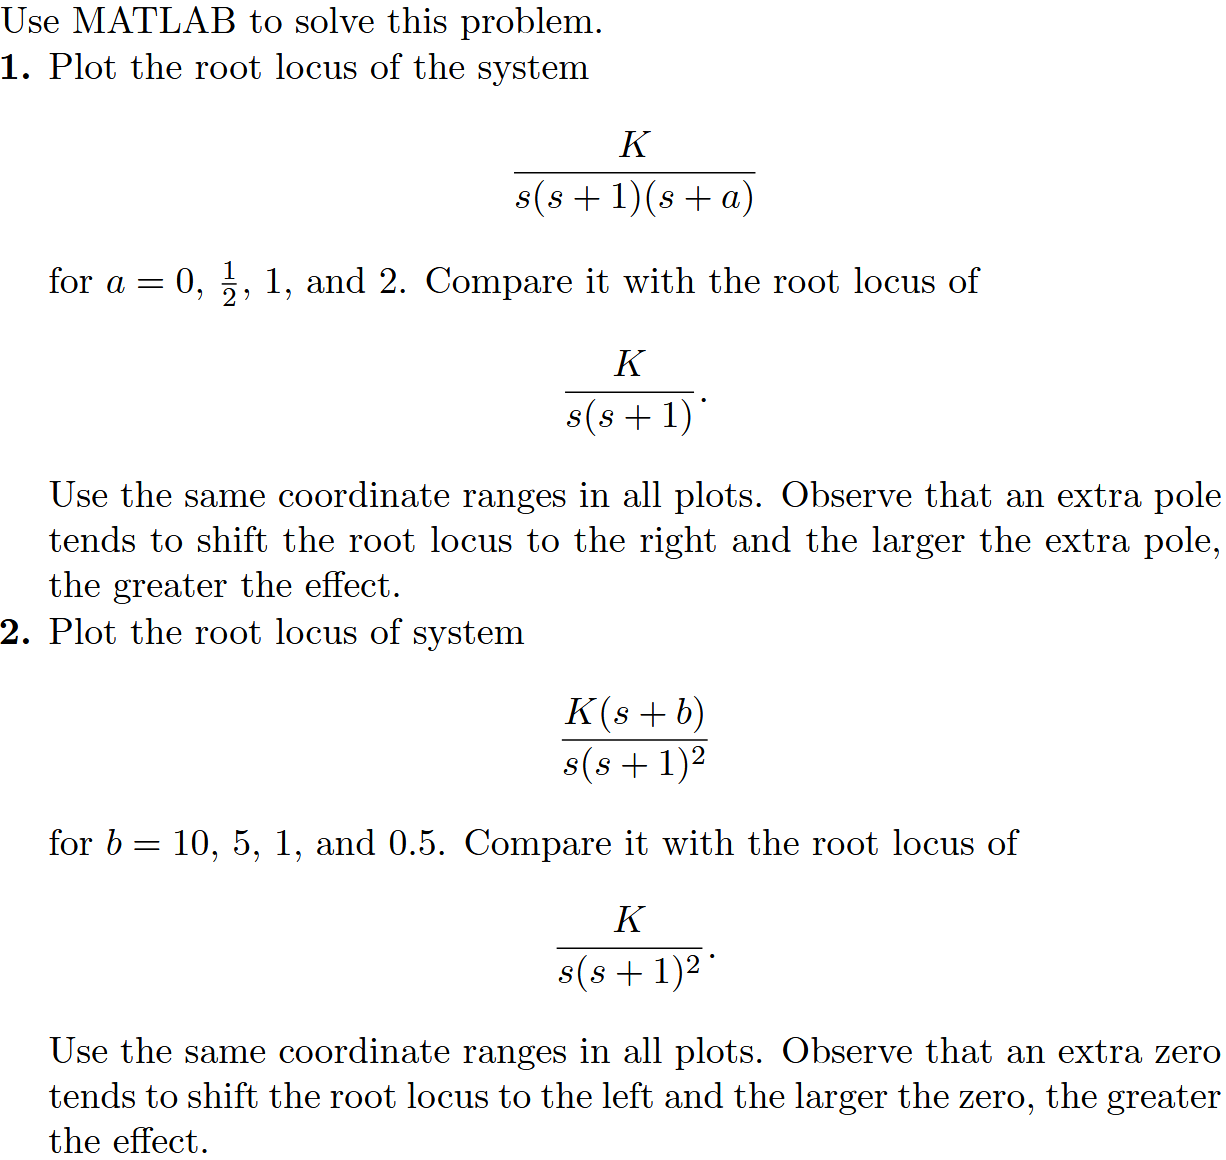 Use MATLAB to solve this problem.
1. Plot the root locus of the system
K
s(s + 1)(s + a)
for a = 0, 1/2, 1, and 2. Compare it with the root locus of
K
s(s + 1) .
Use the same coordinate ranges in all plots. Observe that an extra pole
tends to shift the root locus to the right and the larger the extra pole,
the greater the effect.
2. Plot the root locus of system
K(s + b)
s(s + 1)²
for b = 10, 5, 1, and 0.5. Compare it with the root locus of
K
s(s + 1)² .
Use the same coordinate ranges in all plots. Observe that an extra zero
tends to shift the root locus to the left and the larger the zero, the greater
the effect.